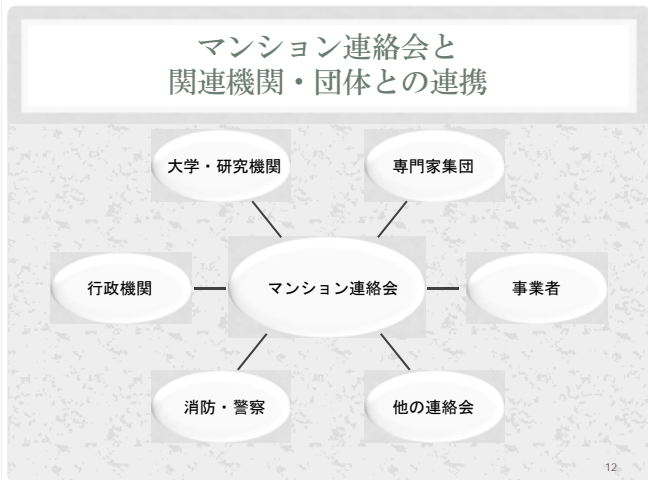 マンション連絡会と
関連機関・団体との連携
大学・研究機関
専門家集団
行政機関
マンション連絡会
事業者
消防・警察
他の連絡会
12